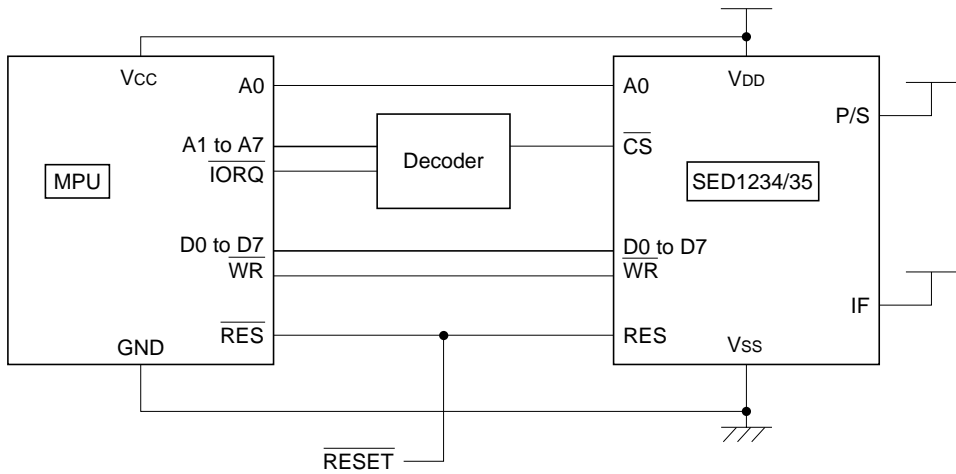 VCC
VDD
A0
A0
P/S
A1 to A7
Decoder
CS
IORQ
MPU
SED1234/35
D0 to D7
D0 to D7
WR
WR
IF
RES
RES
GND
VSS
RESET